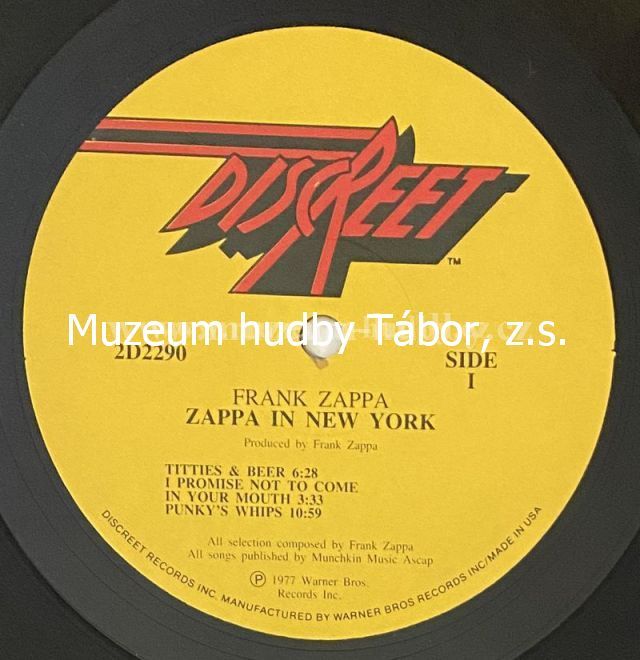 DISCREET
TM
Muzeum hudby Tábor, z.s.
2D2290
SIDE
I
FRANK ZAPPA
ZAPPA IN NEW YORK
Produced by Frank Zappa
TITTIES & BEER 6:28
I PROMISE NOT TO COME
IN YOUR MOUTH 3:33
PUNKY'S WHIPS 10:59
All selection composed by Frank Zappa
All songs published by Munchkin Music Ascap
Ⓟ 1977 Warner Bros.
Records Inc.
DISCREET RECORDS INC. MANUFACTURED BY WARNER BROS RECORDS INC/MADE IN USA